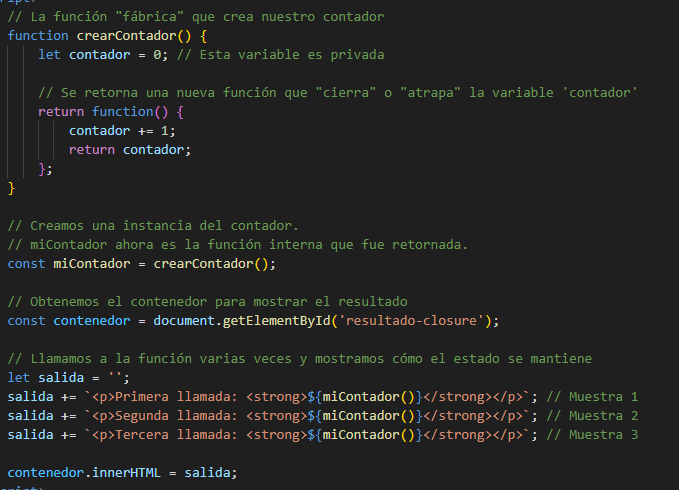 // La función "fábrica" que crea nuestro contador
function crearContador() {
let contador = 0; // Esta variable es privada
// Se retorna una nueva función que "cierra" o "atrapa" la variable 'contador'
return function() {
contador += 1;
return contador;
};
}
// Creamos una instancia del contador.
// miContador ahora es la función interna que fue retornada.
const miContador = crearContador();
// Obtenemos el contenedor para mostrar el resultado
const contenedor = document.getElementById('resultado-closure');
// Llamamos a la función varias veces y mostramos cómo el estado se mantiene
let salida = '';
salida += `<p>Primera llamada: <strong>${miContador()}</strong></p>`; // Muestra 1
salida += `<p>Segunda llamada: <strong>${miContador()}</strong></p>`; // Muestra 2
salida += `<p>Tercera llamada: <strong>${miContador()}</strong></p>`; // Muestra 3
contenedor.innerHTML = salida;